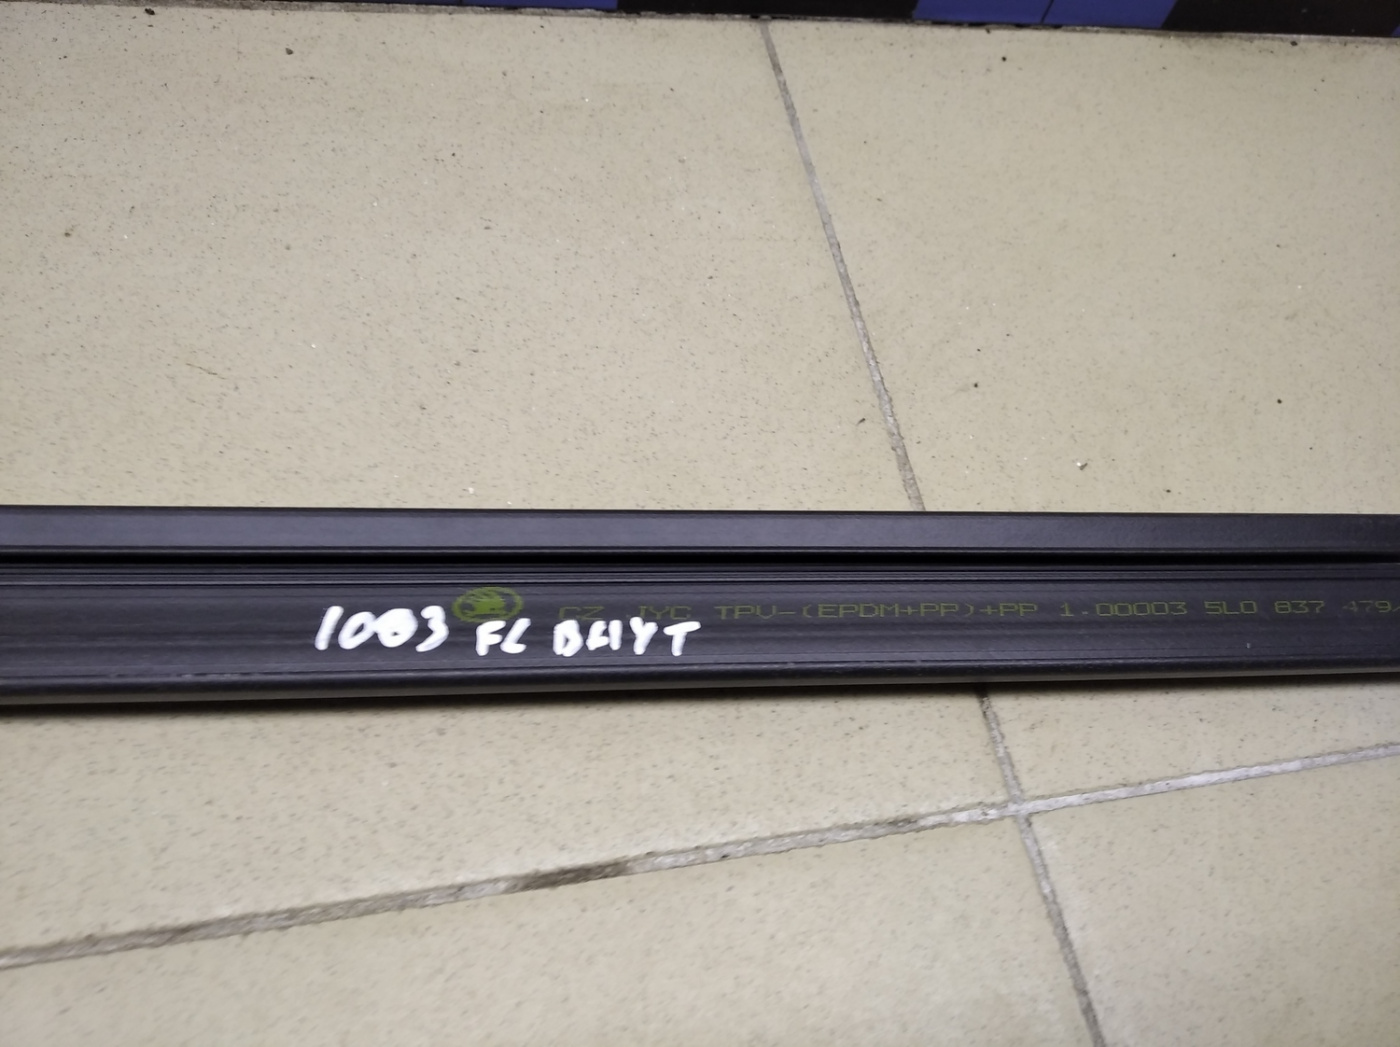 CZ JYC TPV-(EPDM+PP)+PP 1.00003 5L0 837 479
1003 FL ВНУТ